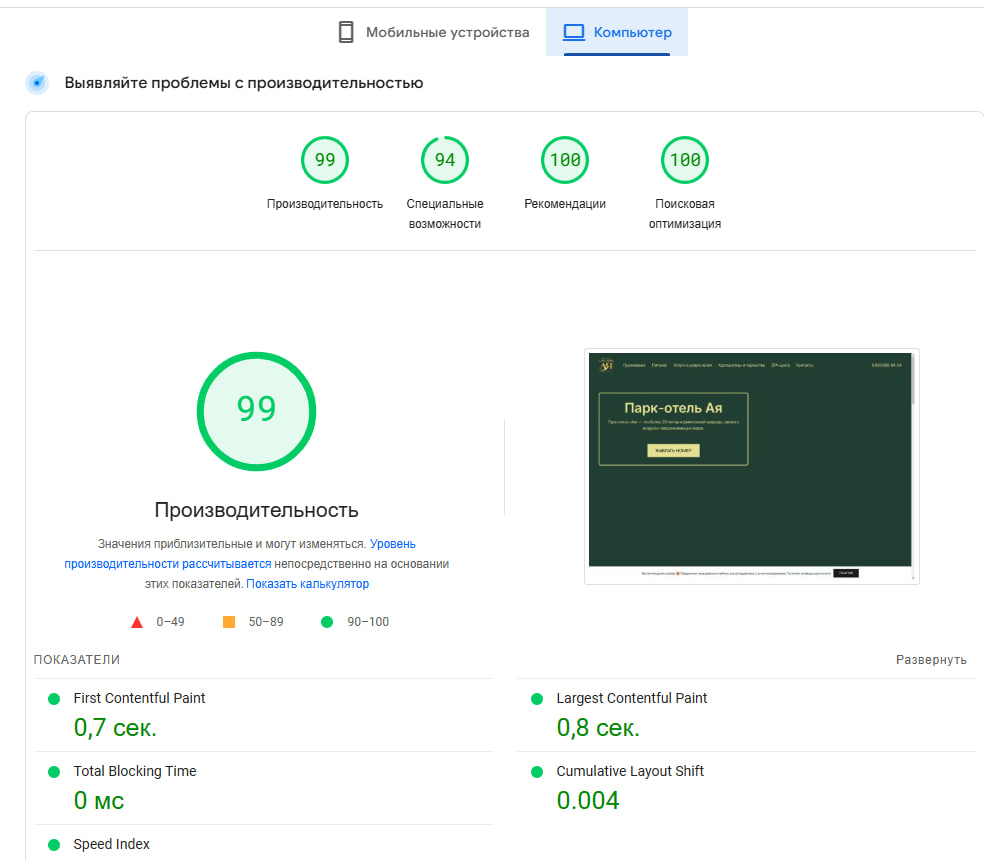 Мобильные устройства
Компьютер
Выявляйте проблемы с производительностью
99
94
100
100
Производительность
Специальные
возможности
Рекомендации
Поисковая
оптимизация
99
Производительность
Значения приблизительные и могут изменяться. Уровень
производительности рассчитывается непосредственно на основании
этих показателей. Показать калькулятор
0–49
50–89
90–100
Парк-отель Ая
ВЫБРАТЬ НОМЕР
ПОКАЗАТЕЛИ
Развернуть
First Contentful Paint
0,7 сек.
Largest Contentful Paint
0,8 сек.
Total Blocking Time
0 мс
Cumulative Layout Shift
0.004
Speed Index